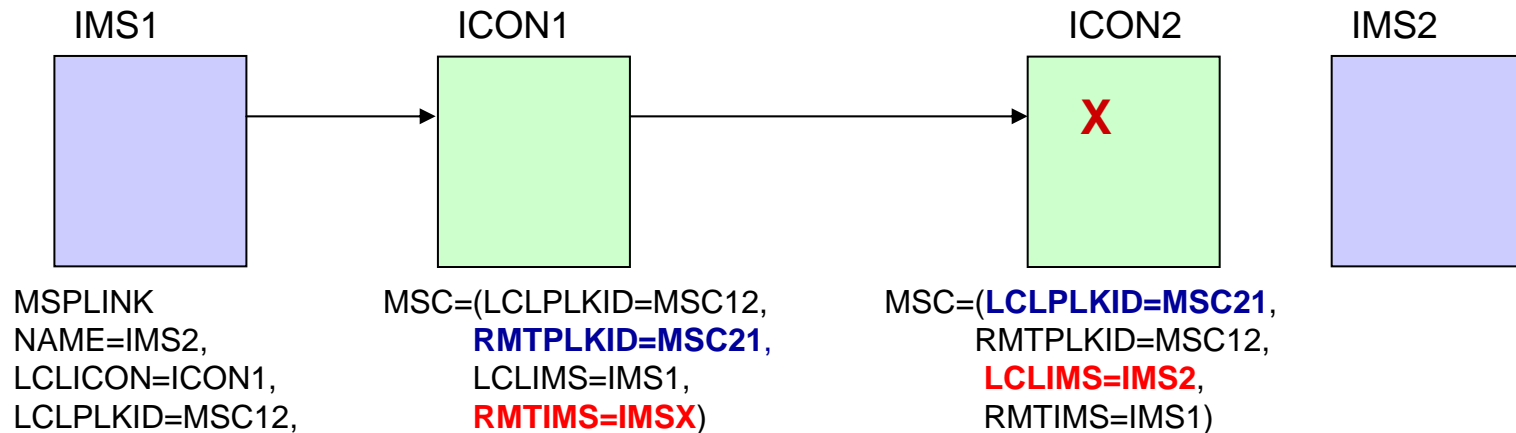 IMS1
ICON1
ICON2
IMS2
X
MSPLINK
NAME=IMS2,
LCLICON=ICON1,
LCLPLKID=MSC12,
MSC=(LCLPLKID=MSC12,
RMTPLKID=MSC21,
LCLIMS=IMS1,
RMTIMS=IMSX)
MSC=(LCLPLKID=MSC21,
RMTPLKID=MSC12,
LCLIMS=IMS2,
RMTIMS=IMS1)